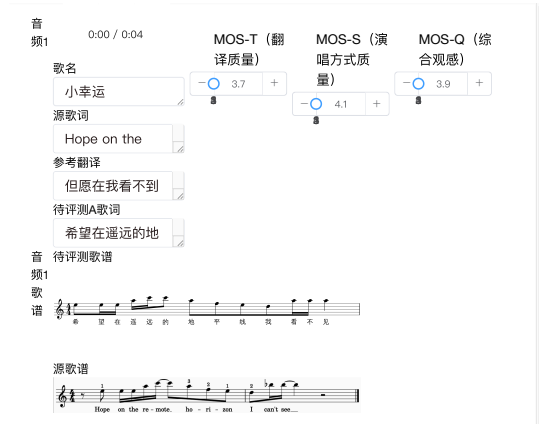 音频1
0:00 / 0:04
MOS-T（翻译质量）
− 3.7 +
MOS-S（演唱方式质量）
− 4.1 +
MOS-Q（综合观感）
− 3.9 +
歌名
小幸运
源歌词
Hope on the
参考翻译
但愿在我看不到
待评测A歌词
希望在遥远的地
音频1歌谱
待评测歌谱
希 望 在 遥 远 的 地 平 线 我 看 不 见
源歌谱
1 3 2 1 2
Hope on the re - mote. ho - ri - zon I can't see